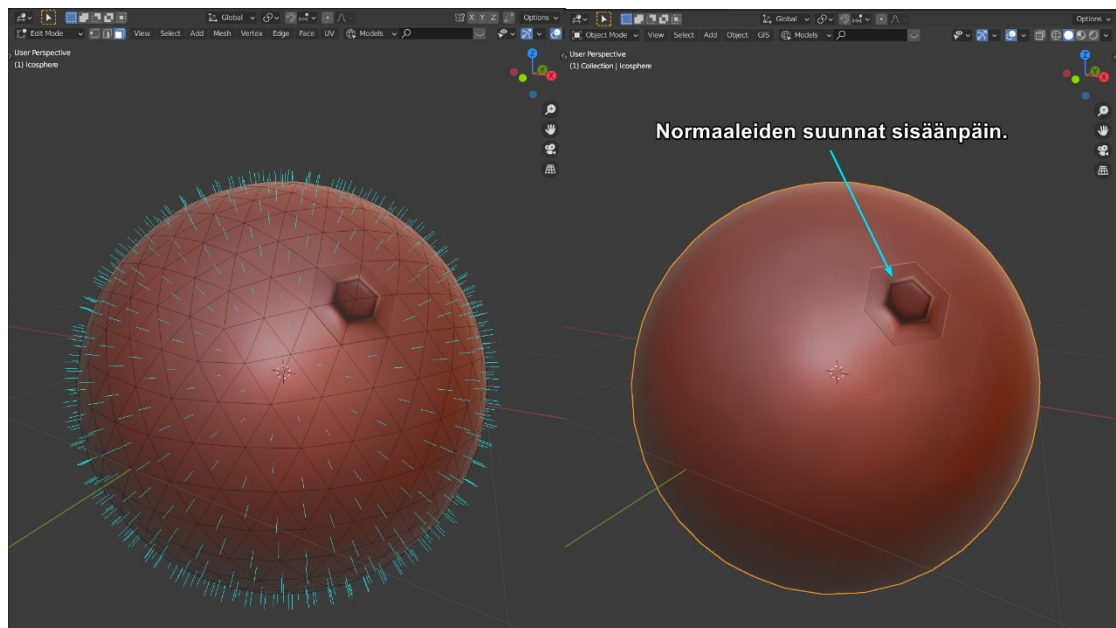 Global
X Y Z
Options
Edit Mode
View Select Add Mesh Vertex Edge Face UV
Models
User Perspective
(1) Icosphere
Z
Y
X
Global
Options
Object Mode
View Select Add Object GIS
Models
User Perspective
(1) Collection | Icosphere
Z
Y
X
Normaaleiden suunnat sisäänpäin.